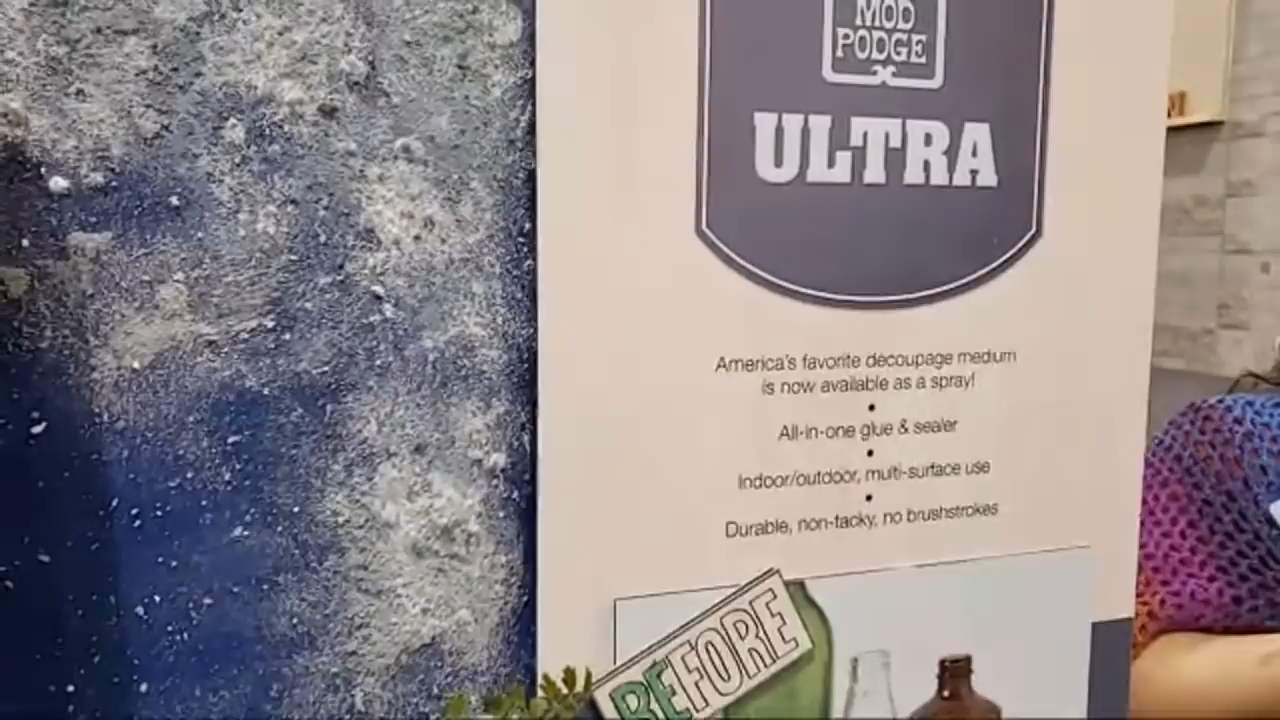 MOD
PODGE
ULTRA
America's favorite decoupage medium
is now available as a spray!
•
All-in-one glue & sealer
•
Indoor/outdoor, multi-surface use
•
Durable, non-tacky, no brushstrokes
BEFORE